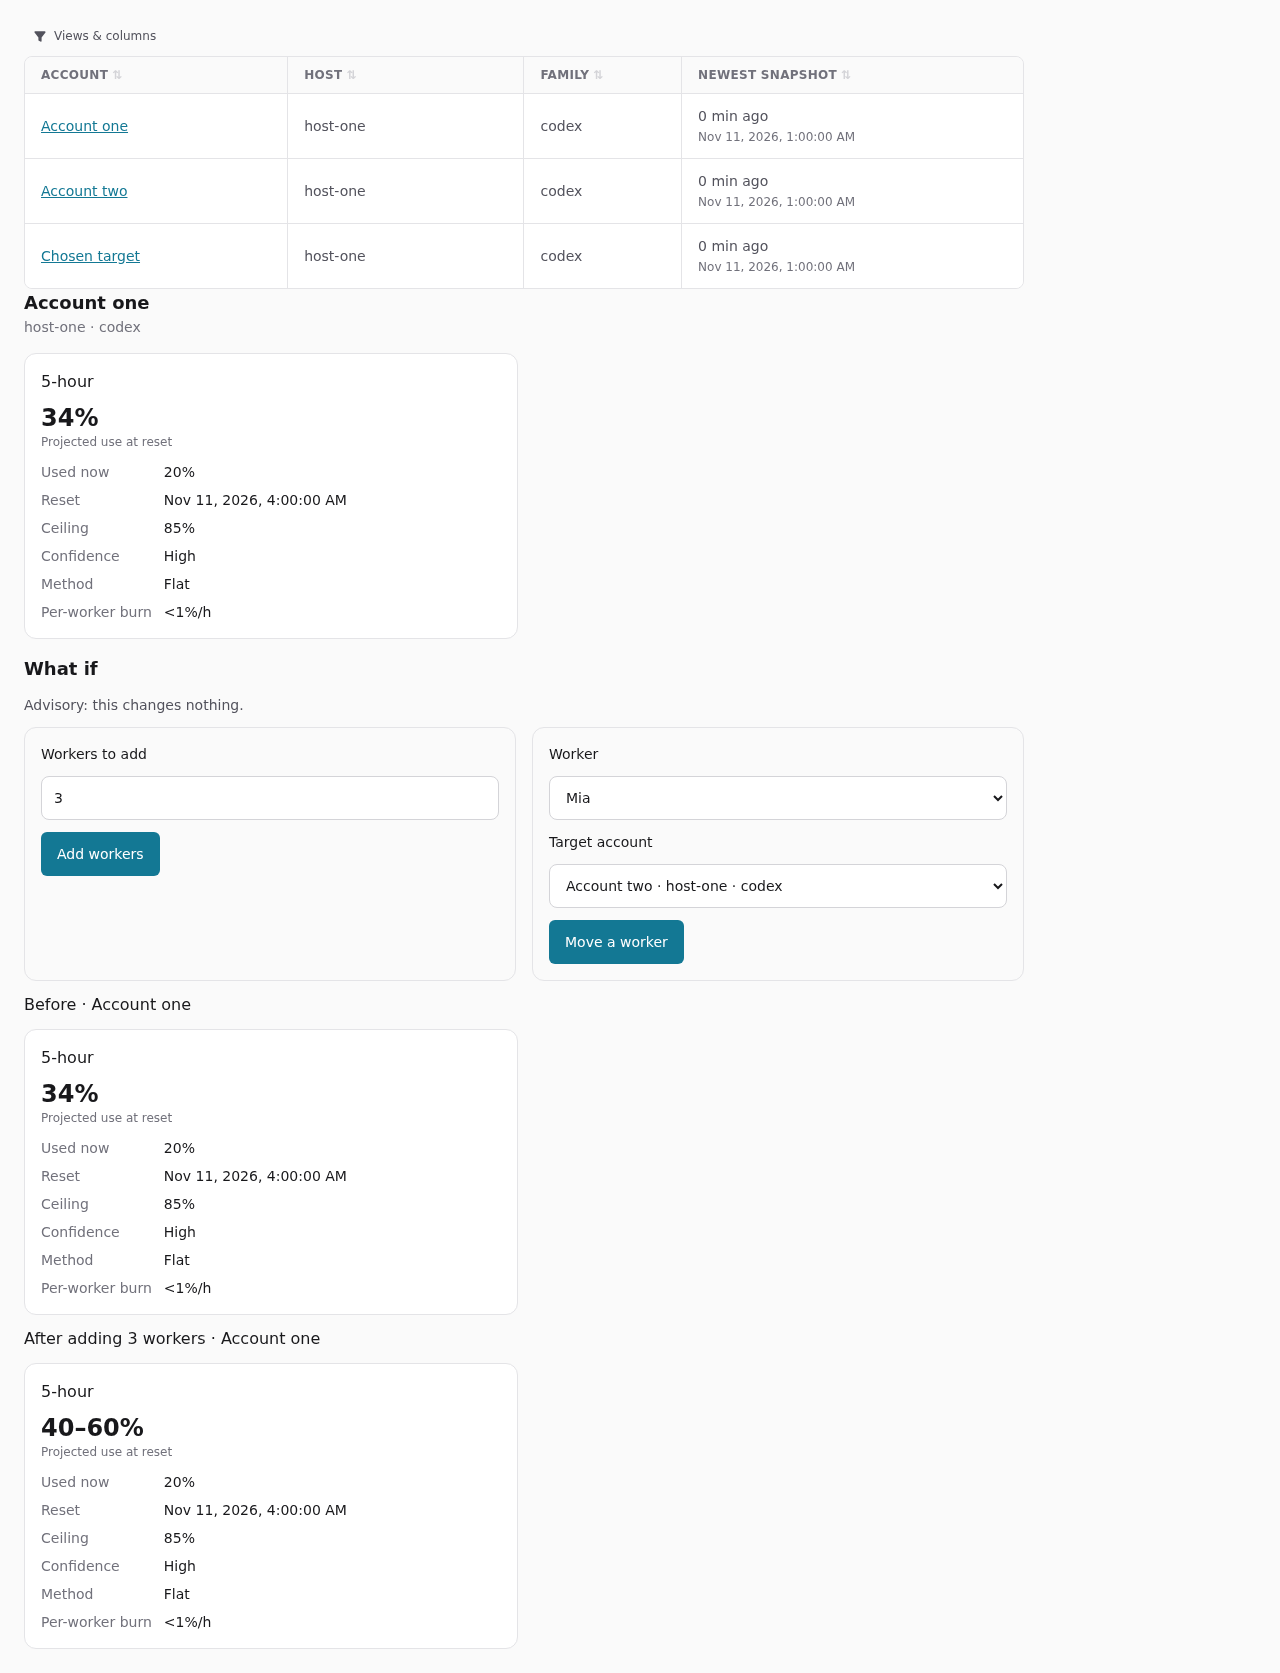 Views & columns
ACCOUNT ⇅ HOST ⇅ FAMILY ⇅ NEWEST SNAPSHOT ⇅
Account one host-one codex 0 min ago
Nov 11, 2026, 1:00:00 AM
Account two host-one codex 0 min ago
Nov 11, 2026, 1:00:00 AM
Chosen target host-one codex 0 min ago
Nov 11, 2026, 1:00:00 AM
Account one
host-one · codex
5-hour
34%
Projected use at reset
Used now 20%
Reset Nov 11, 2026, 4:00:00 AM
Ceiling 85%
Confidence High
Method Flat
Per-worker burn <1%/h
What if
Advisory: this changes nothing.
Workers to add
3
Add workers
Worker
Mia
Target account
Account two · host-one · codex
Move a worker
Before · Account one
5-hour
34%
Projected use at reset
Used now 20%
Reset Nov 11, 2026, 4:00:00 AM
Ceiling 85%
Confidence High
Method Flat
Per-worker burn <1%/h
After adding 3 workers · Account one
5-hour
40–60%
Projected use at reset
Used now 20%
Reset Nov 11, 2026, 4:00:00 AM
Ceiling 85%
Confidence High
Method Flat
Per-worker burn <1%/h